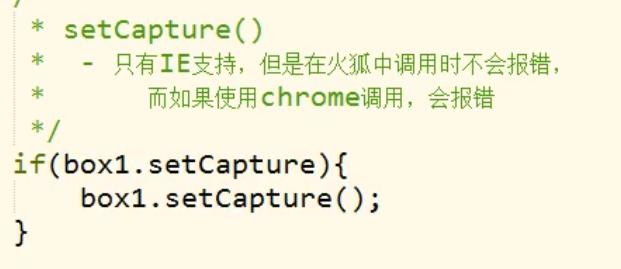 * setCapture()
*  - 只有IE支持，但是在火狐中调用时不会报错，
*      而如果使用chrome调用，会报错
*/
if(box1.setCapture){
    box1.setCapture();
}